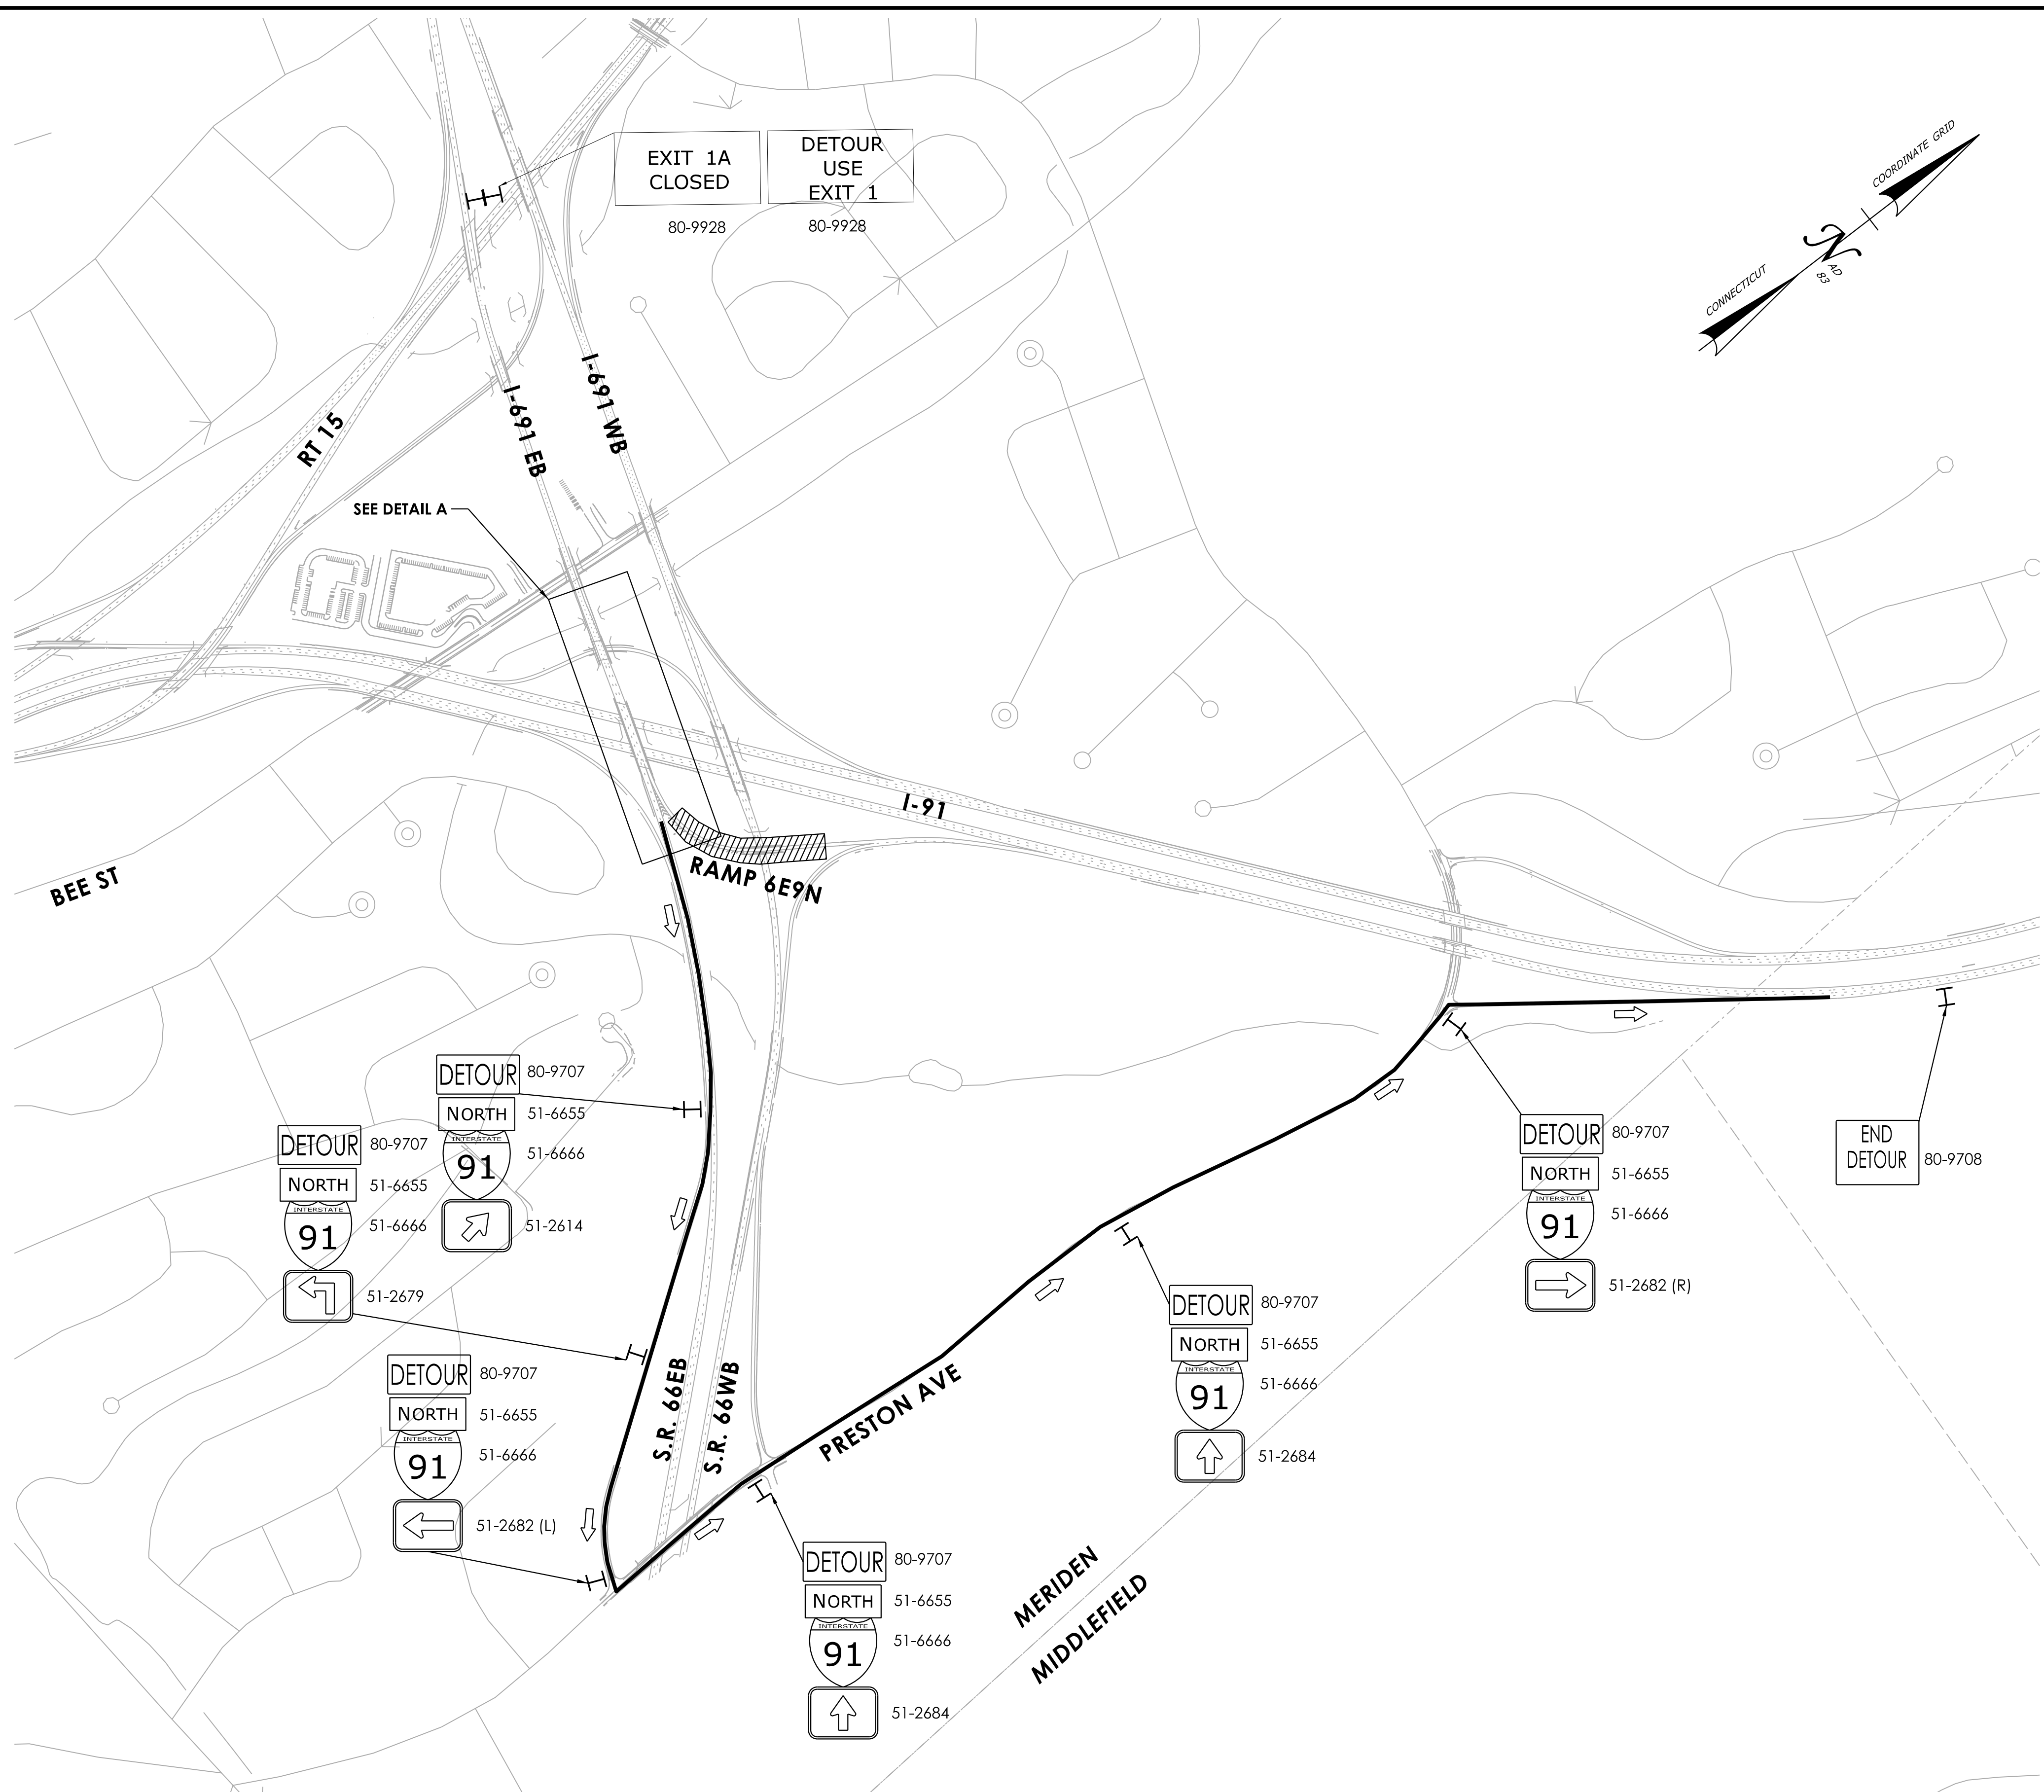 EXIT 1A
CLOSED
80-9928
DETOUR
USE
EXIT 1
80-9928
COORDINATE GRID
N
AD
83
CONNECTICUT
I-691 WB
I-691 EB
RT 15
SEE DETAIL A
I-91
RAMP 6E9N
BEE ST
DETOUR 80-9707
NORTH 51-6655
INTERSTATE
91 51-6666
51-2614
DETOUR 80-9707
NORTH 51-6655
INTERSTATE
91 51-6666
51-2679
DETOUR 80-9707
NORTH 51-6655
INTERSTATE
91 51-6666
51-2682 (L)
S.R. 66EB
S.R. 66WB
PRESTON AVE
DETOUR 80-9707
NORTH 51-6655
INTERSTATE
91 51-6666
51-2684
DETOUR 80-9707
NORTH 51-6655
INTERSTATE
91 51-6666
51-2684
DETOUR 80-9707
NORTH 51-6655
INTERSTATE
91 51-6666
51-2682 (R)
END
DETOUR 80-9708
MERIDEN
MIDDLEFIELD